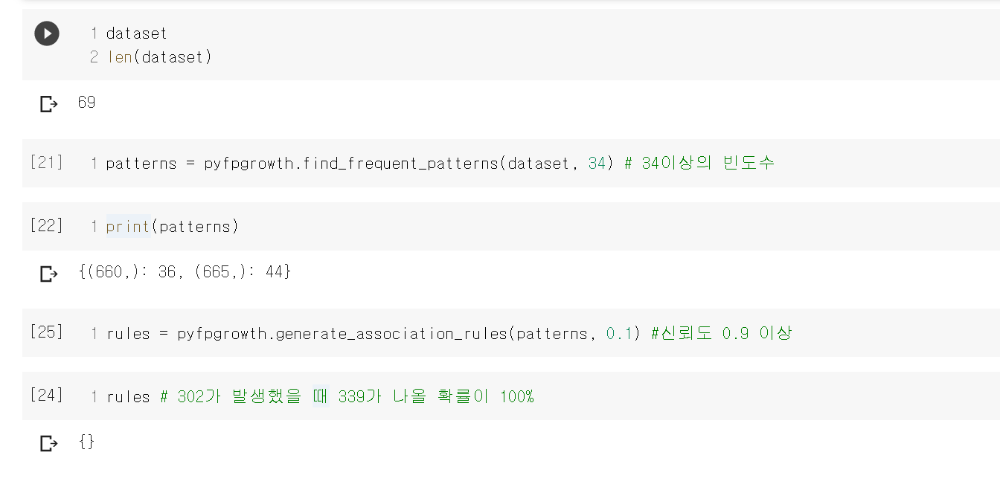 1 dataset
2 len(dataset)
69
[21] 1 patterns = pyfpgrowth.find_frequent_patterns(dataset, 34) # 34이상의 빈도수
[22] 1 print(patterns)
{(660,): 36, (665,): 44}
[25] 1 rules = pyfpgrowth.generate_association_rules(patterns, 0.1) #신뢰도 0.9 이상
[24] 1 rules # 302가 발생했을 때 339가 나올 확률이 100%
{}